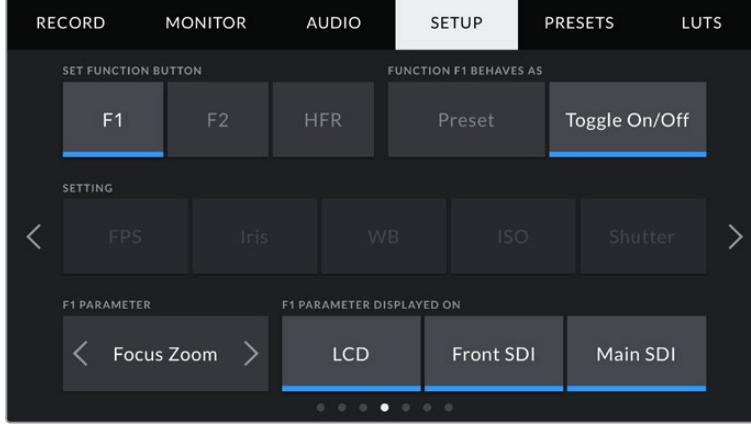 RECORD MONITOR AUDIO SETUP PRESETS LUTS
SET FUNCTION BUTTON FUNCTION F1 BEHAVES AS
F1 F2 HFR Preset Toggle On/Off
SETTING
FPS Iris WB ISO Shutter
F1 PARAMETER F1 PARAMETER DISPLAYED ON
Focus Zoom LCD Front SDI Main SDI